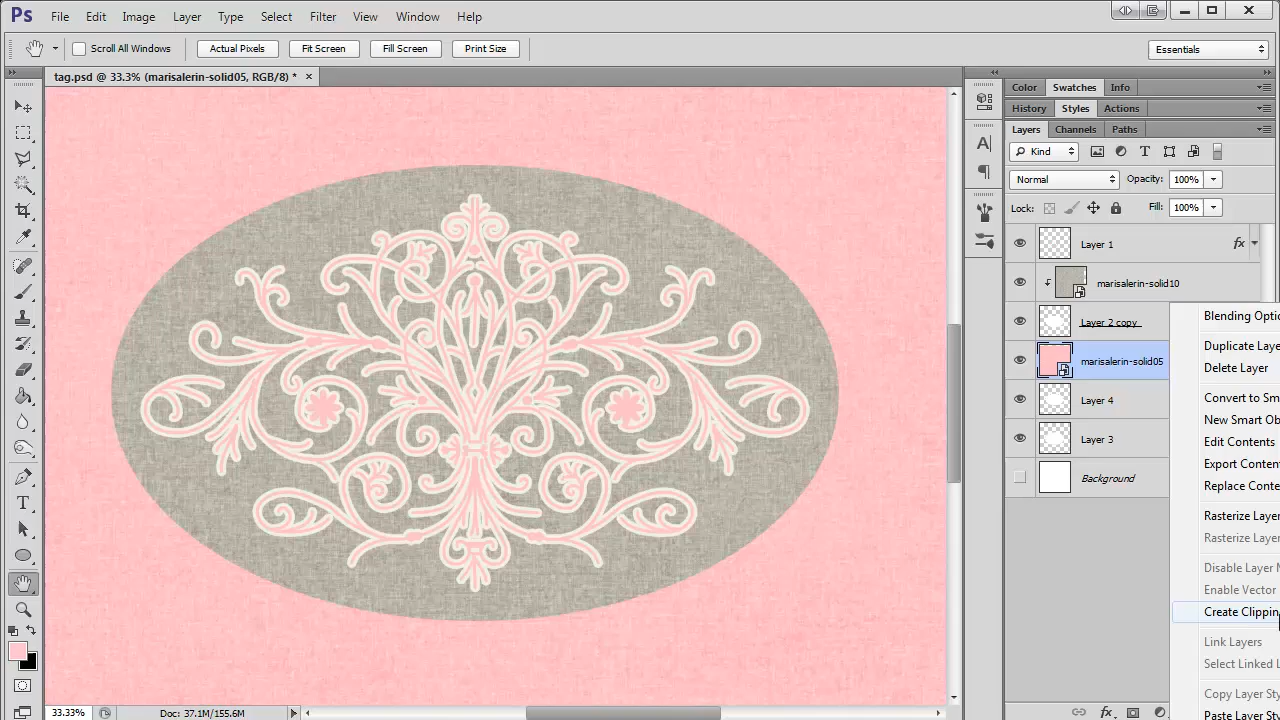 Ps File Edit Image Layer Type Select Filter View Window Help
Scroll All Windows Actual Pixels Fit Screen Fill Screen Print Size Essentials
tag.psd @ 33.3% (marisalerin-solid05, RGB/8) *
Color Swatches Info
History Styles Actions
Layers Channels Paths
Kind
Normal Opacity: 100%
Lock: Fill: 100%
Layer 1 fx
marisalerin-solid10
Layer 2 copy
marisalerin-solid05
Layer 4
Layer 3
Background
Blending Optio
Duplicate Laye
Delete Layer
Convert to Sm
New Smart Ob
Edit Contents
Export Conten
Replace Conte
Rasterize Laye
Rasterize Laye
Disable Layer M
Enable Vector
Create Clippin
Link Layers
Select Linked L
Copy Layer Sty
Paste Layer Sty
33.33% Doc: 37.1M/155.6M fx